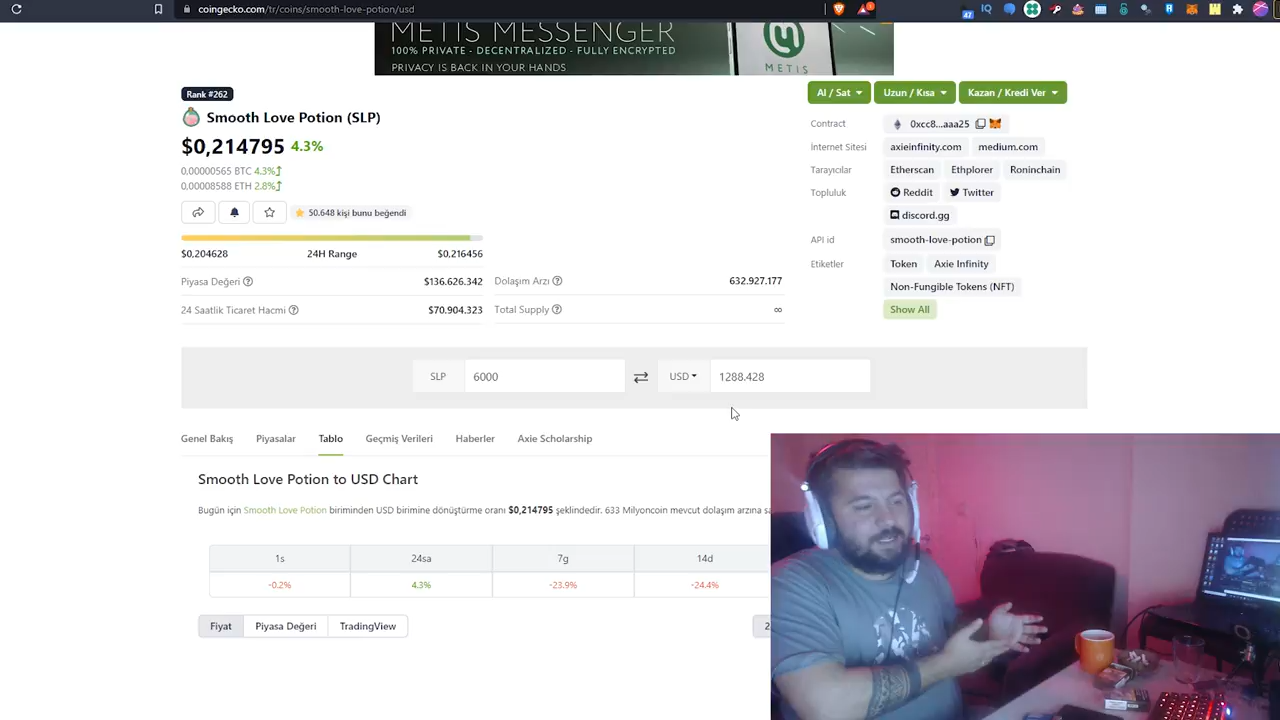 coingecko.com/tr/coins/smooth-love-potion/usd
47
METIS MESSENGER
100% PRIVATE - DECENTRALIZED - FULLY ENCRYPTED
PRIVACY IS BACK IN YOUR HANDS
METIS
Rank #262
Smooth Love Potion (SLP)
$0,214795 4.3%
0.00000565 BTC 4.3%
0.00008588 ETH 2.8%
50.648 kişi bunu beğendi
$0,204628 24H Range $0,216456
Piyasa Değeri $136.626.342
24 Saatlik Ticaret Hacmi $70.904.323
Dolaşım Arzı 632.927.177
Total Supply ∞
Al / Sat Uzun / Kısa Kazan / Kredi Ver
Contract 0xcc8...aaa25
İnternet Sitesi axieinfinity.com medium.com
Tarayıcılar Etherscan Ethplorer Roninchain
Topluluk Reddit Twitter
discord.gg
API id smooth-love-potion
Etiketler Token Axie Infinity
Non-Fungible Tokens (NFT)
Show All
SLP 6000 USD 1288.428
Genel Bakış Piyasalar Tablo Geçmiş Verileri Haberler Axie Scholarship
Smooth Love Potion to USD Chart
Bugün için Smooth Love Potion biriminden USD birimine dönüştürme oranı $0,214795 şeklindedir. 633 Milyoncoin mevcut dolaşım arzına
1s 24sa 7g 14d
-0.2% 4.3% -23.9% -24.4%
Fiyat Piyasa Değeri TradingView
2